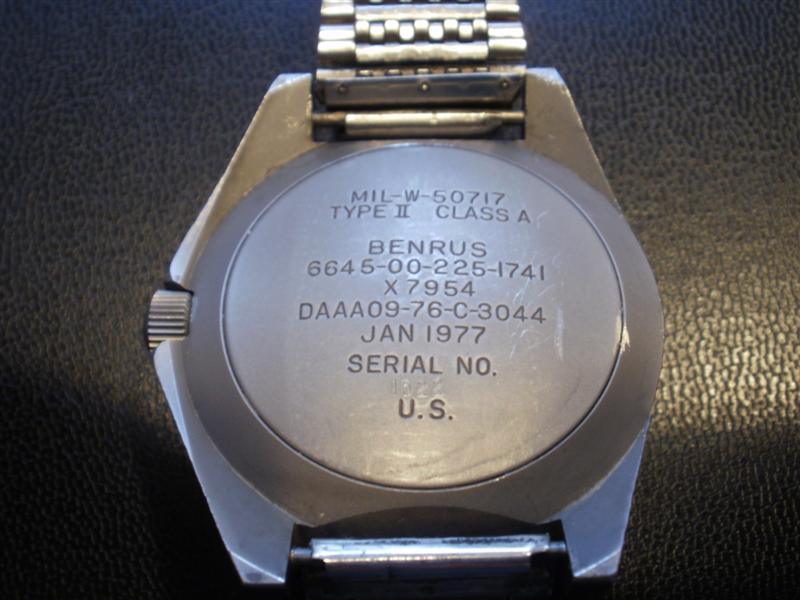 MIL-W-50717
TYPE II CLASS A
BENRUS
6645-00-225-1741
X7954
DAAA09-76-C-3044
JAN 1977
SERIAL NO.
U.S.